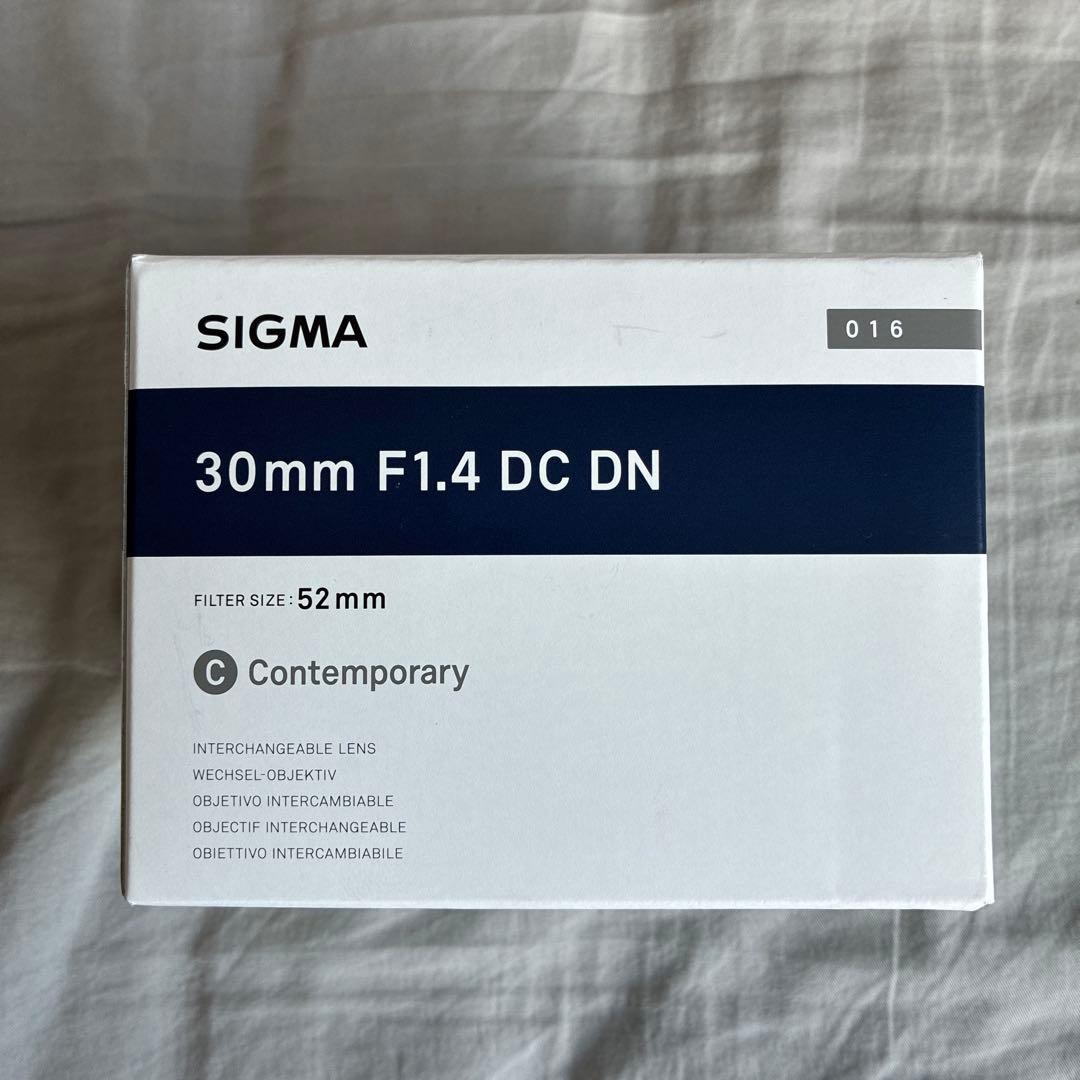 SIGMA
016
30mm F1.4 DC DN
FILTER SIZE: 52mm
C Contemporary
INTERCHANGEABLE LENS
WECHSEL-OBJEKTIV
OBJETIVO INTERCAMBIABLE
OBJECTIF INTERCHANGEABLE
OBIETTIVO INTERCAMBIABILE